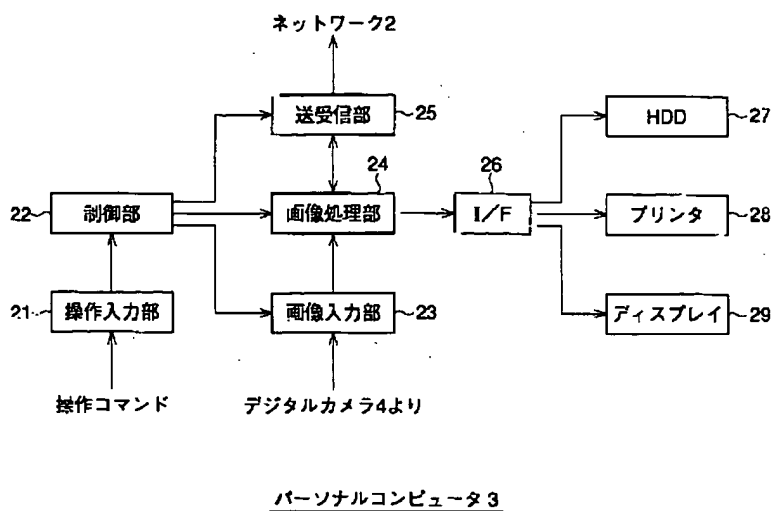 ネットワーク2
送受信部
25
HDD
27
24
26
22
制御部
画像処理部
I/F
プリンタ
28
21
操作入力部
画像入力部
23
ディスプレイ
29
操作コマンド
デジタルカメラ4より
パーソナルコンピュータ3